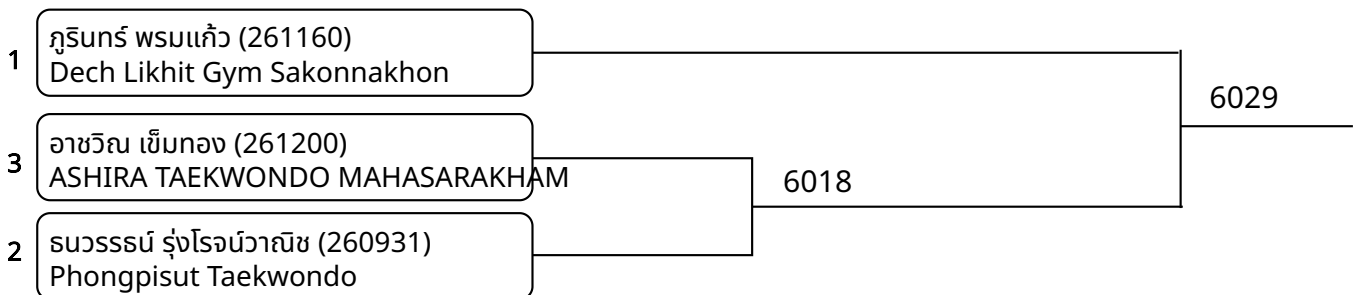 1
ภูรินทร์ พรมแก้ว (261160)
Dech Likhit Gym Sakonnakhon
6029
3
อาชวิณ เข็มทอง (261200)
ASHIRA TAEKWONDO MAHASARAKHAM
6018
2
ธนวรรธน์ รุ่งโรจน์วาณิช (260931)
Phongpisut Taekwondo